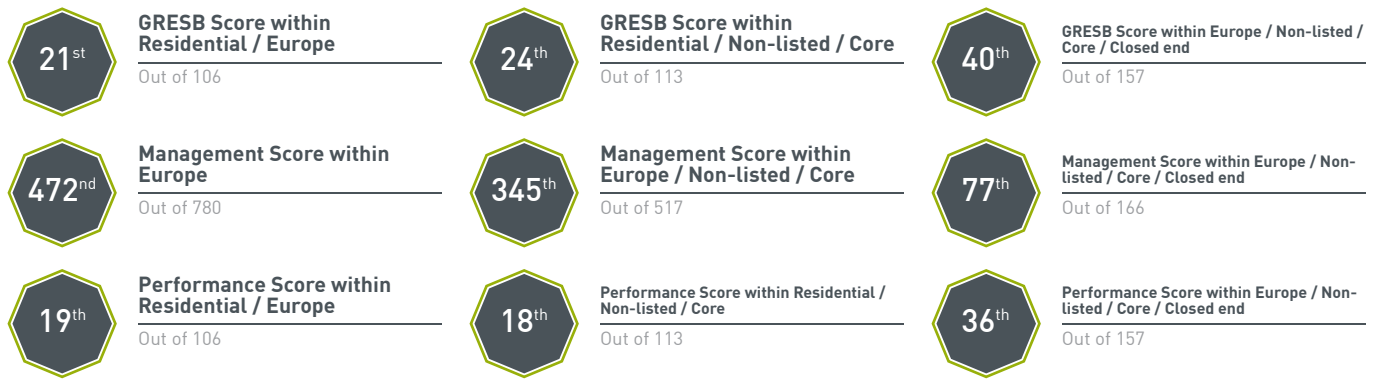 21st
GRESB Score within
Residential / Europe
Out of 106
24th
GRESB Score within
Residential / Non-listed / Core
Out of 113
40th
GRESB Score within Europe / Non-listed /
Core / Closed end
Out of 157
472nd
Management Score within
Europe
Out of 780
345th
Management Score within
Europe / Non-listed / Core
Out of 517
77th
Management Score within Europe / Non-
listed / Core / Closed end
Out of 166
19th
Performance Score within
Residential / Europe
Out of 106
18th
Performance Score within Residential /
Non-listed / Core
Out of 113
36th
Performance Score within Europe / Non-
listed / Core / Closed end
Out of 157